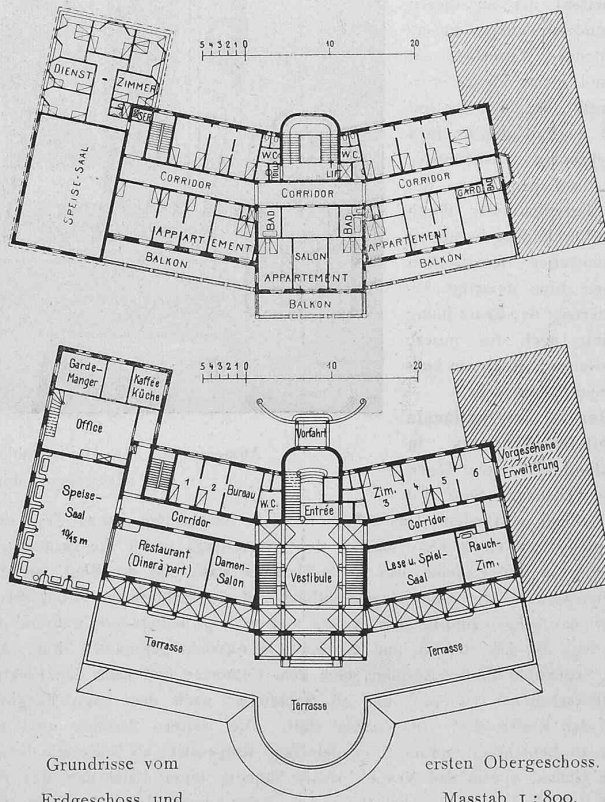 5 4 3 2 1 0 10 20
DIENST
-
ZIMMER
W.C.
W.C.
LIFT
CORRIDOR
CORRIDOR
CORRIDOR
SPEISE-SAAL
GARD.
BAD
APPARTEMENT
BAD
BAD
APPARTEMENT
SALON
APPARTEMENT
BALKON
BALKON
BALKON
5 4 3 2 1 0 10 20
Garde-
Manger
Kaffée
Küche
Office
Vorfahrt
Vorgesehene
Erweiterung
1 2 Bureau
W.C.
Entrée
Zim.
3 4 5 6
Speise-
Saal
10/15 m
Corridor
Corridor
Restaurant
(Diner à part)
Damen-
Salon
Vestibule
Lese u. Spiel-
Saal
Rauch-
Zim.
Terrasse
Terrasse
Terrasse
Grundrisse vom
Erdgeschoss und
ersten Obergeschoss.
Masstab 1:800.